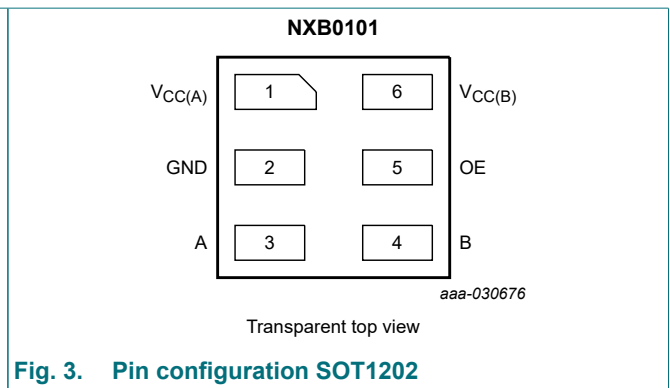 NXB0101
VCC(A) 1 6 VCC(B)
GND 2 5 OE
A 3 4 B
aaa-030676
Transparent top view
Fig. 3. Pin configuration SOT1202